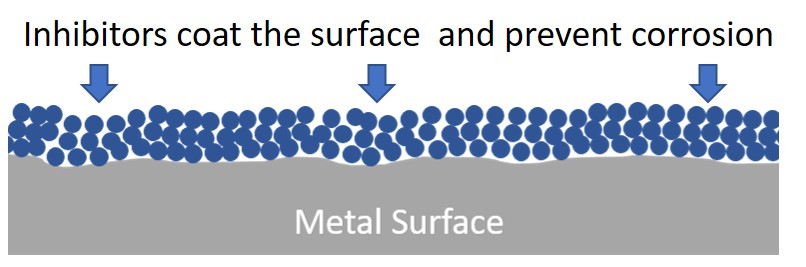 Inhibitors coat the surface  and prevent corrosion
Metal Surface